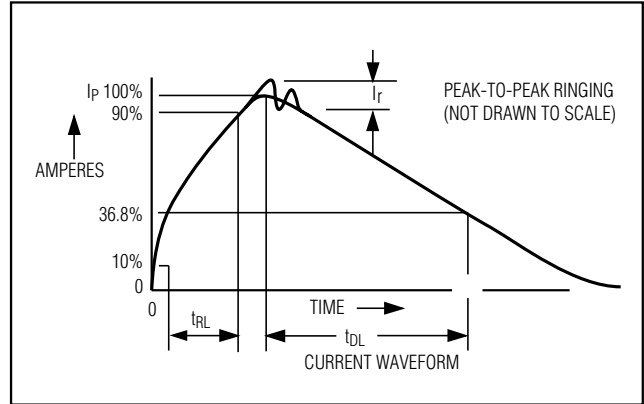 IP 100%
90%
AMPERES
36.8%
10%
0
0
tRL
TIME
tDL
CURRENT WAVEFORM
Ir
PEAK-TO-PEAK RINGING
(NOT DRAWN TO SCALE)